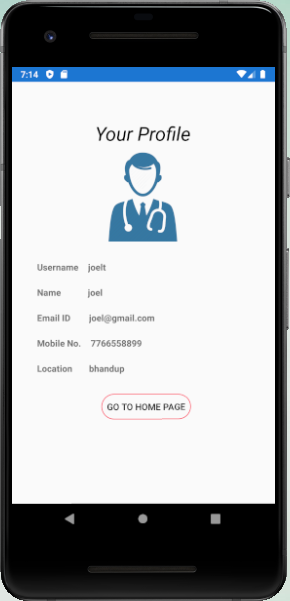 7:14
Your Profile
Username joelt
Name joel
Email ID joel@gmail.com
Mobile No. 7766558899
Location bhandup
GO TO HOME PAGE